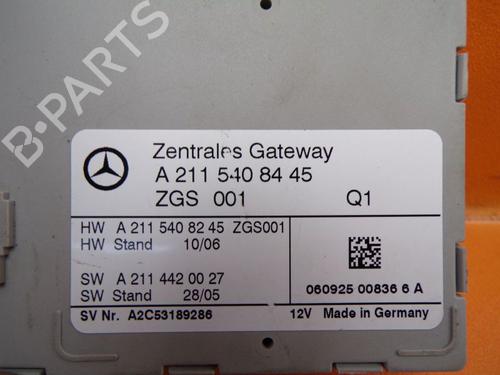 B-PARTS
Zentrales Gateway
A 211 540 84 45
ZGS 001 Q1
HW A 211 540 82 45 ZGS001
HW Stand 10/06
SW A 211 442 00 27
SW Stand 28/05
060925 00836 6 A
SV Nr. A2C53189286 12V Made in Germany